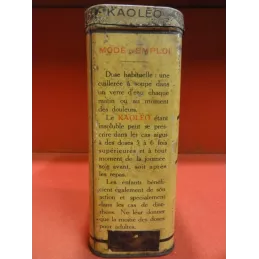 KAOLÉO
MODE D'EMPLOI
Dose habituelle : une
cuillerée à soupe dans
un verre d'eau chaque
matin ou au moment
des douleurs.
Le KAOLÉO étant
insoluble peut se pren-
dre dans les cas aigus
à des doses 3 à 6 fois
supérieures et à tout
moment de la journée
soit avant, soit après
les repas.
Les enfants bénéfi-
cient également de son
action et spécialement
dans les cas de diar-
rhées. Ne leur donner
que la moitié des doses
pour adultes.